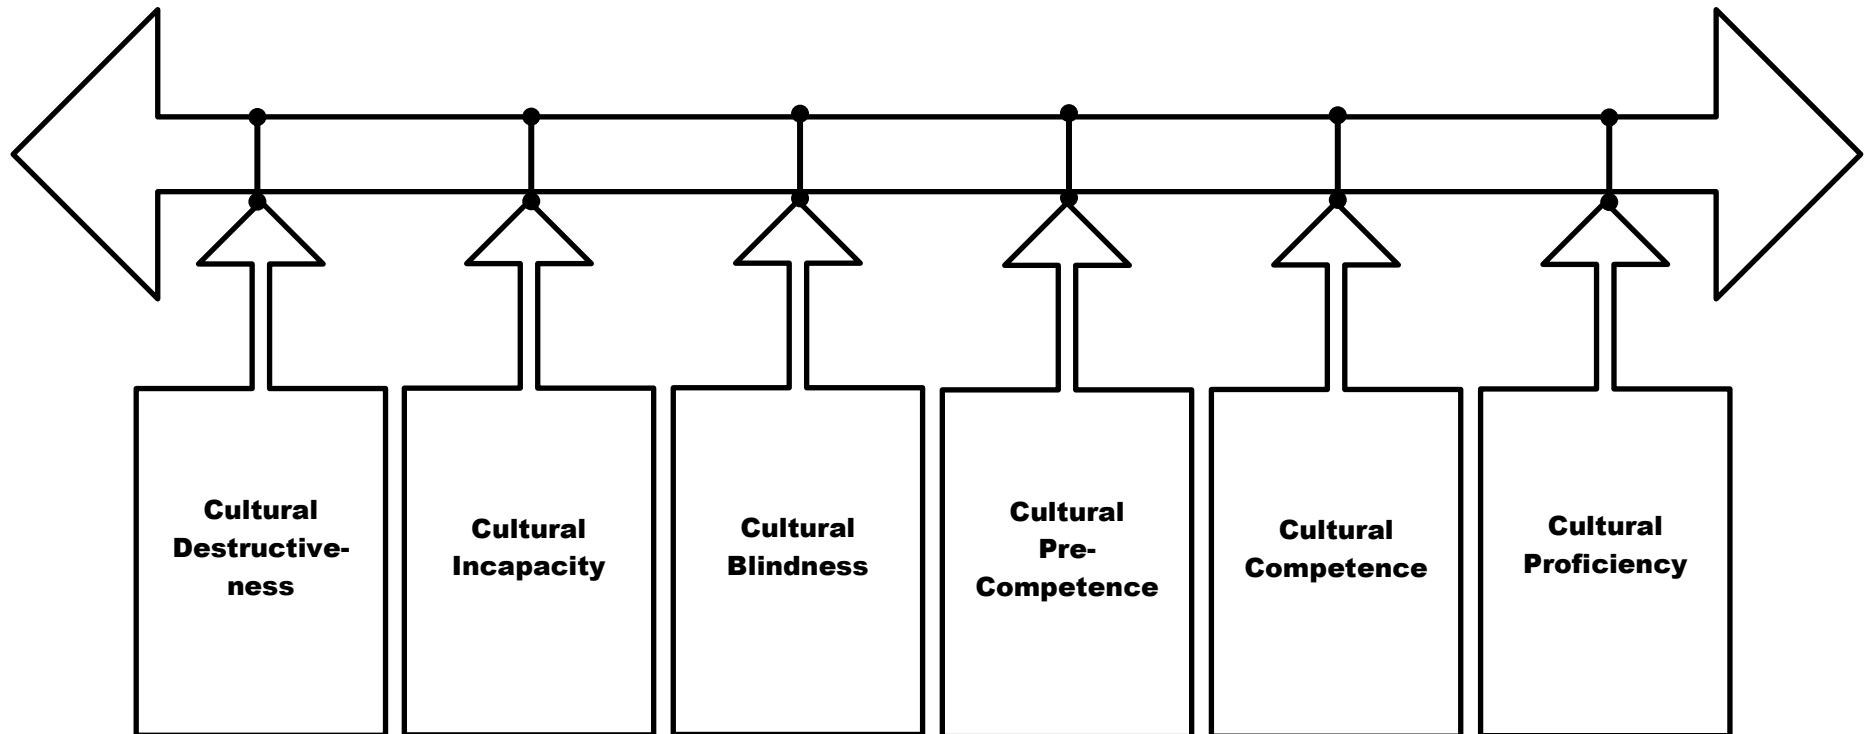 Cultural
Destructive-
ness
Cultural
Incapacity
Cultural
Blindness
Cultural
Pre-
Competence
Cultural
Competence
Cultural
Proficiency